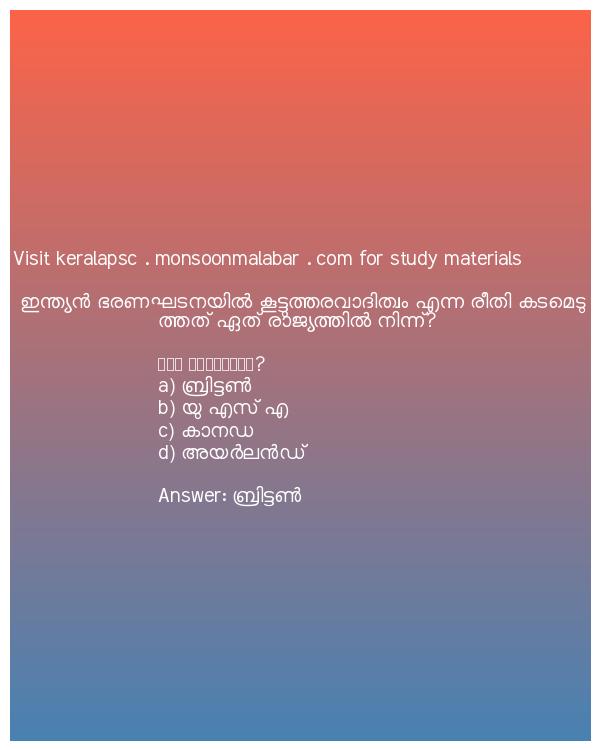 Visit keralapsc . monsoonmalabar . com for study materials
ഇന്ത്യൻ ഭരണഘടനയിൽ കൂട്ടുത്തരവാദിത്വം എന്ന രീതി കടമെടു
ത്തത് ഏത് രാജ്യത്തിൽ നിന്ന്?
a) ബ്രിട്ടൺ
b) യു എസ് എ
c) കാനഡ
d) അയർലൻഡ്
Answer: ബ്രിട്ടൺ